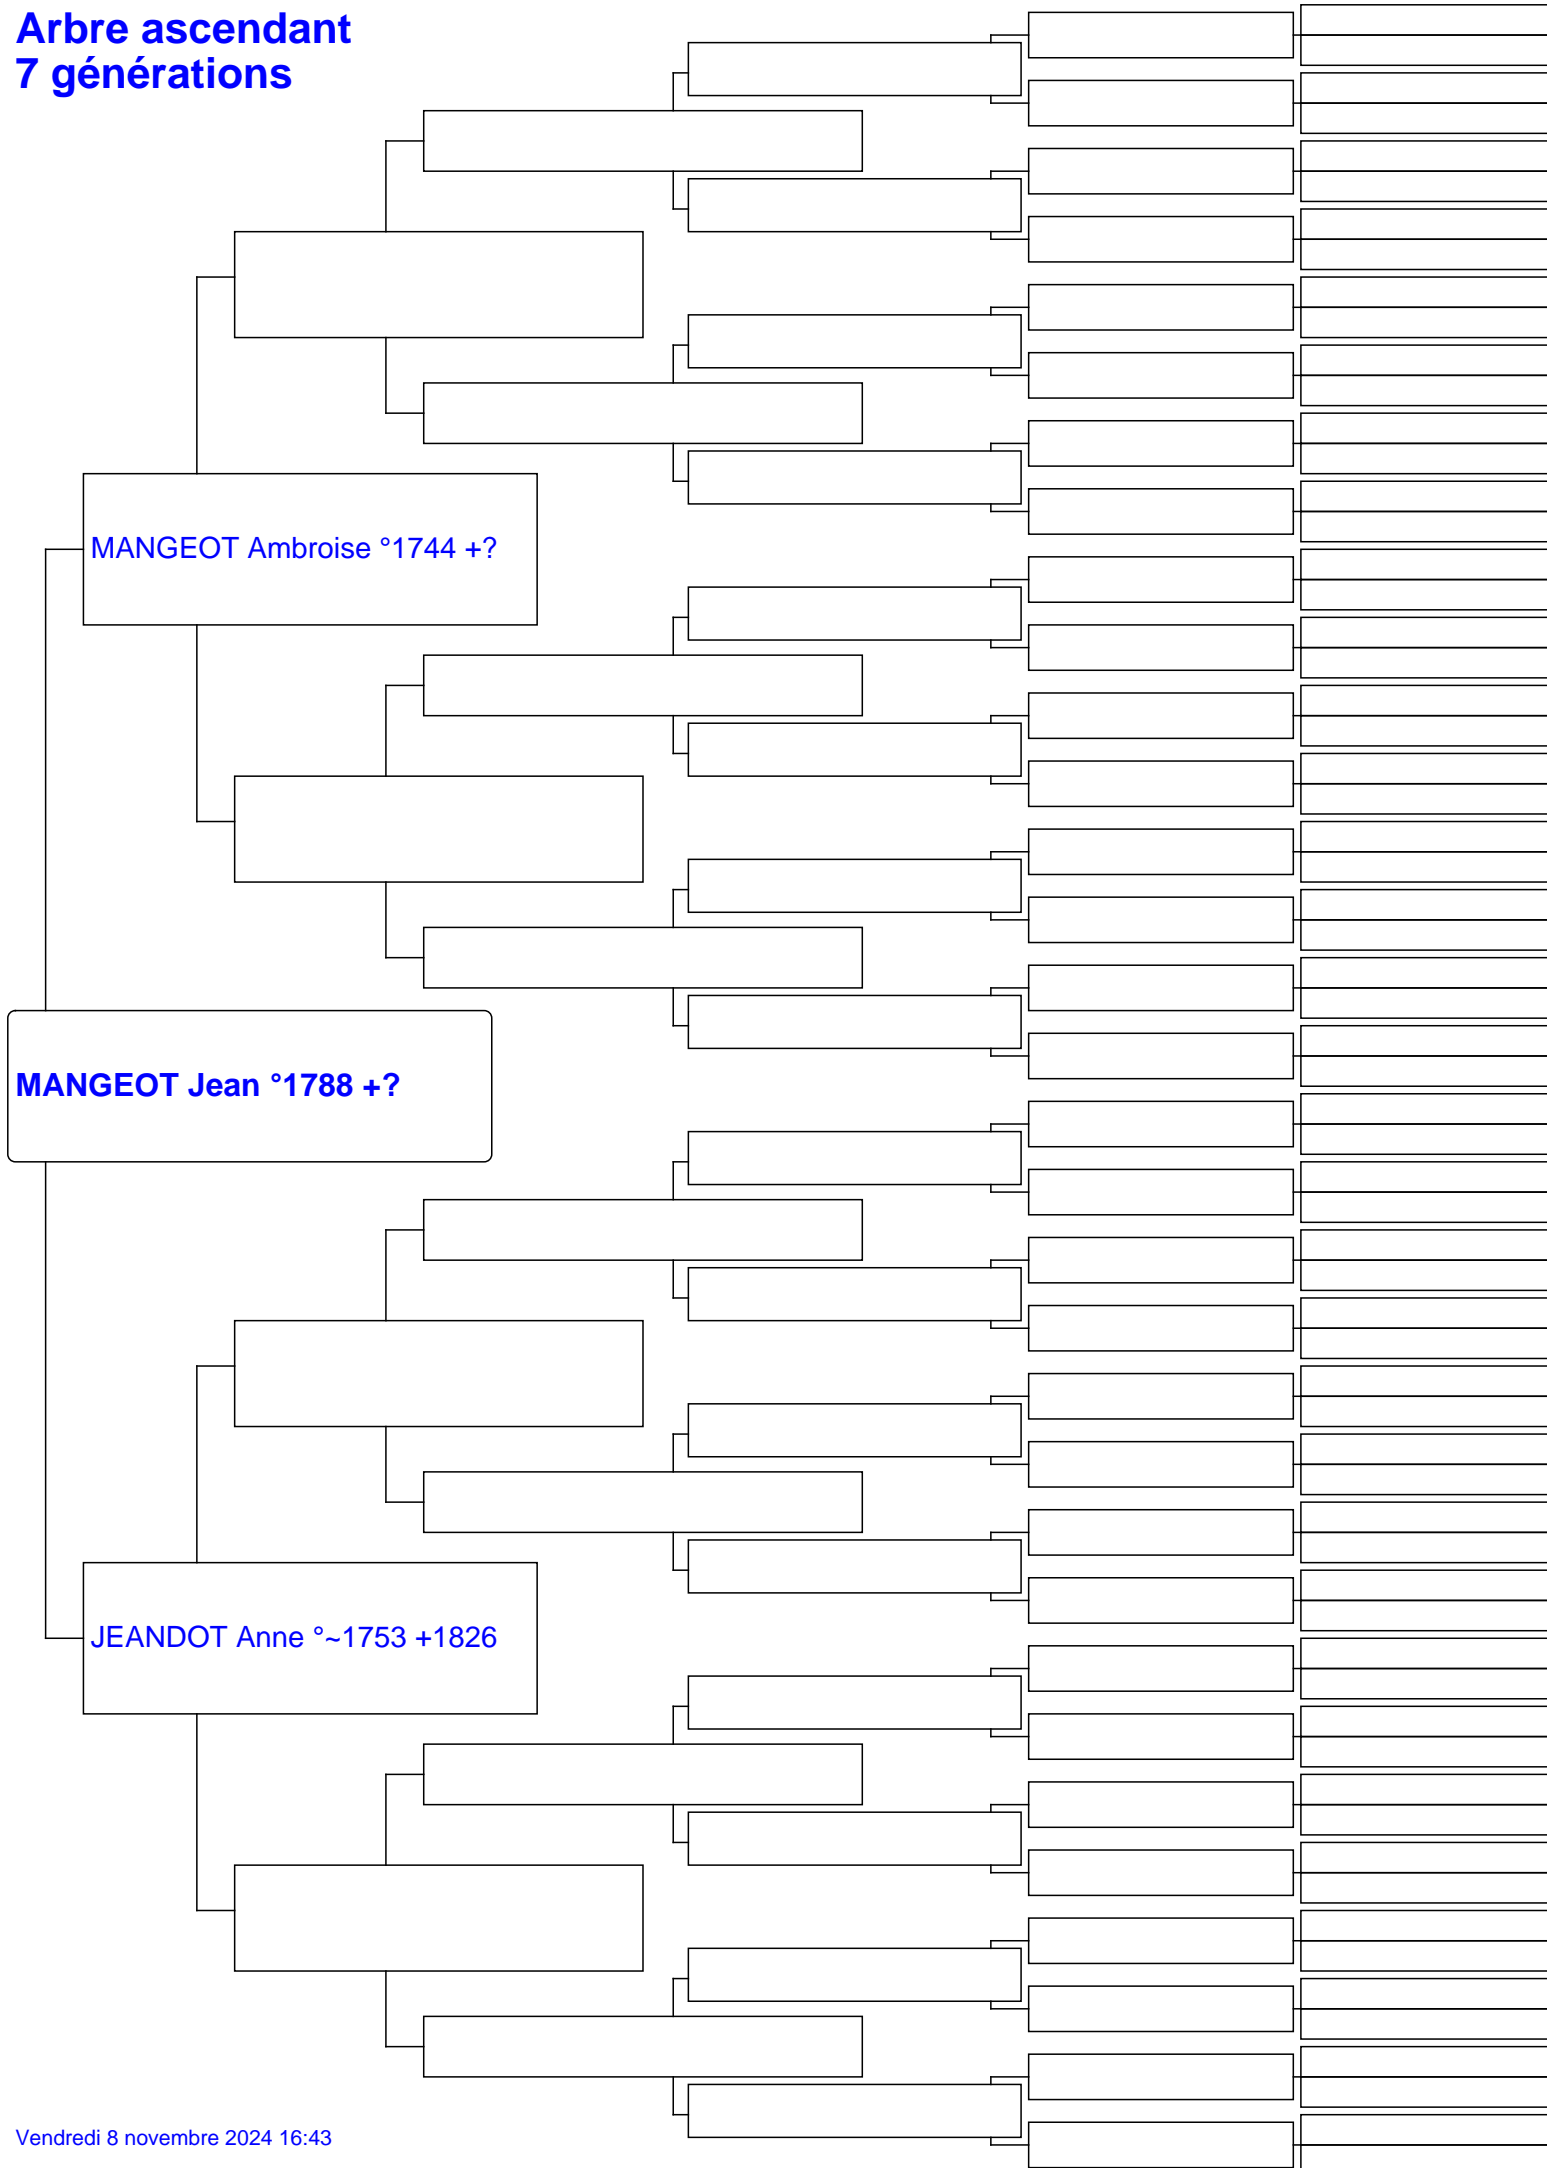 Arbre ascendant
7 générations
MANGEOT Ambroise °1744 +?
MANGEOT Jean °1788 +?
JEANDOT Anne °~1753 +1826
Vendredi 8 novembre 2024 16:43